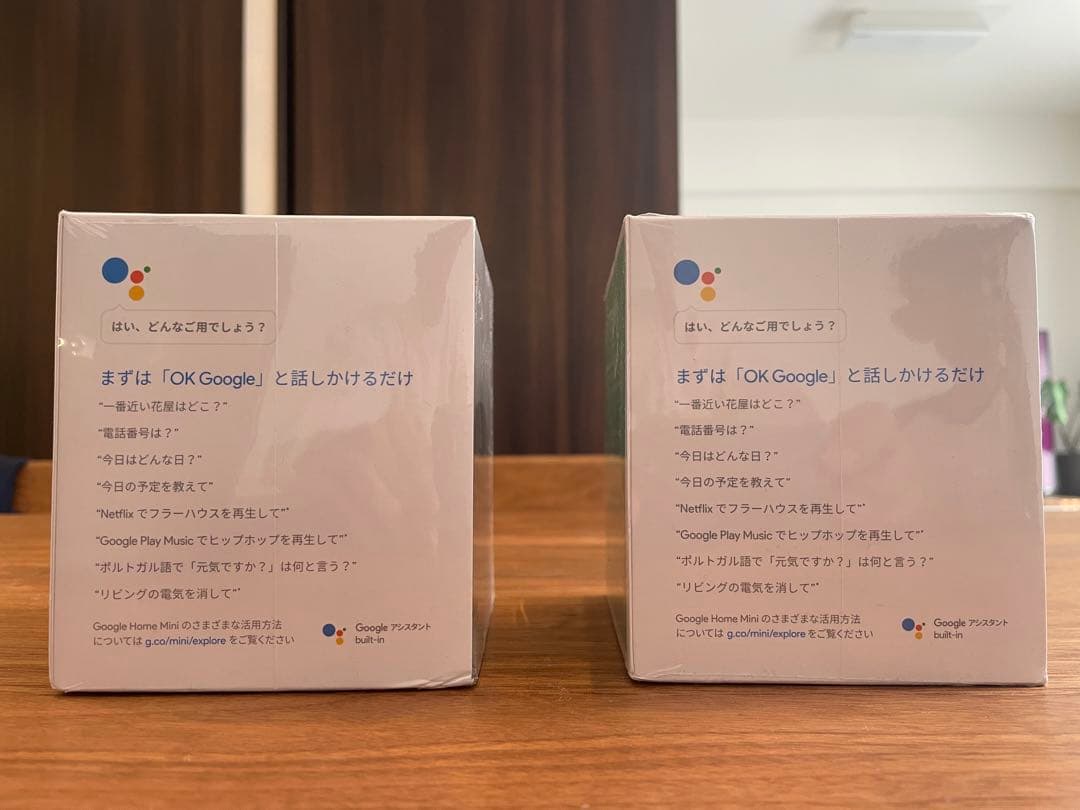 はい、どんなご用でしょう？
まずは「OK Google」と話しかけるだけ
“一番近い花屋はどこ？”
“電話番号は？”
“今日はどんな日？”
“今日の予定を教えて”
“Netflix でフラーハウスを再生して”*
“Google Play Music でヒップホップを再生して”*
“ポルトガル語で「元気ですか？」は何と言う？”
“リビングの電気を消して”*
Google Home Mini のさまざまな活用方法
については g.co/mini/explore をご覧ください
Google アシスタント
built-in
はい、どんなご用でしょう？
まずは「OK Google」と話しかけるだけ
“一番近い花屋はどこ？”
“電話番号は？”
“今日はどんな日？”
“今日の予定を教えて”
“Netflix でフラーハウスを再生して”*
“Google Play Music でヒップホップを再生して”*
“ポルトガル語で「元気ですか？」は何と言う？”
“リビングの電気を消して”*
Google Home Mini のさまざまな活用方法
については g.co/mini/explore をご覧ください
Google アシスタント
built-in